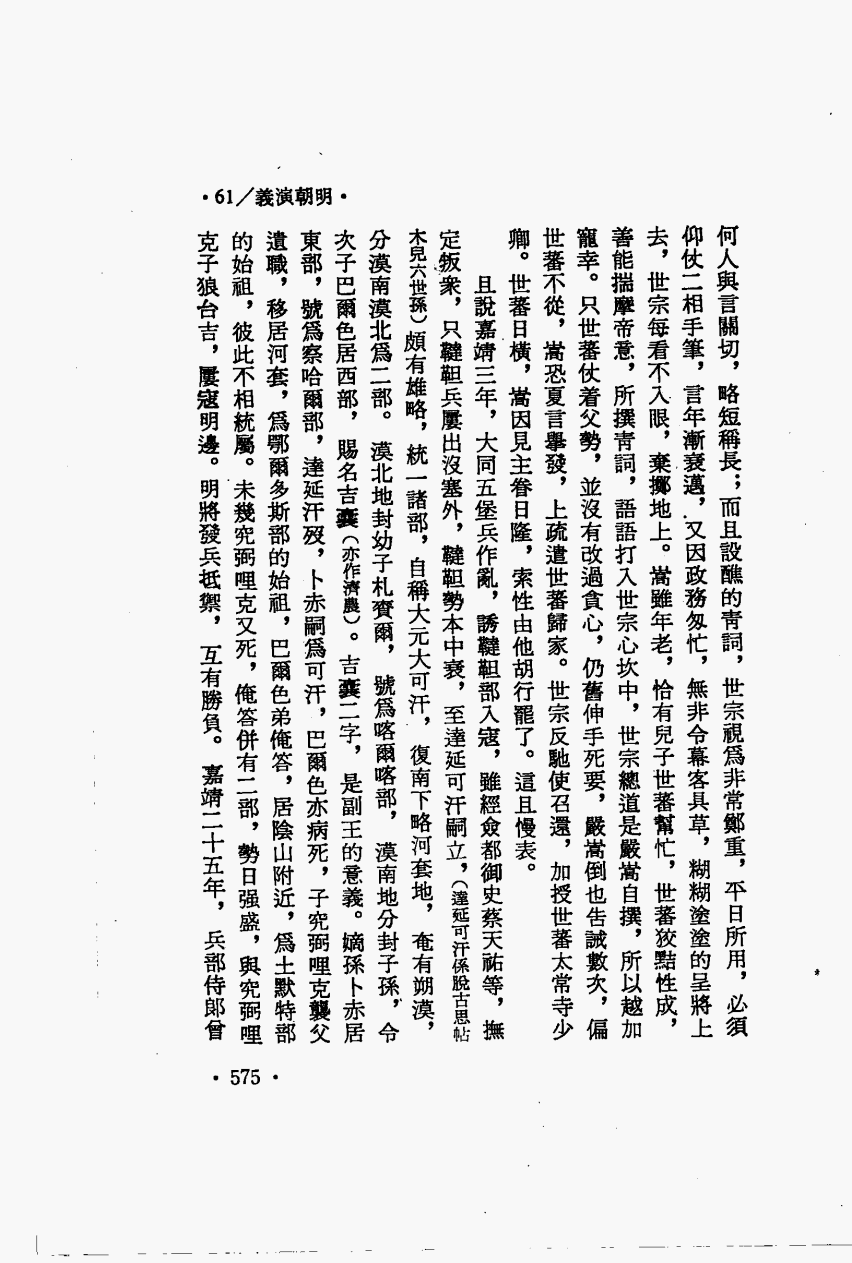 ·明朝演義／61·
何人與言關切，略短稱長；而且設醮的靑詞，世宗視爲非常鄭重，平日所用，必須
仰仗二相手筆，言年漸衰邁，又因政務匆忙，無非令幕客具草，糊糊塗塗的呈將上
去，世宗每看不入眼，棄擲地上。嵩雖年老，恰有兒子世蕃幫忙，世蕃狡黠性成，
善能揣摩帝意，所撰靑詞，語語打入世宗心坎中，世宗總道是嚴嵩自撰，所以越加
寵幸。只世蕃仗着父勢，並沒有改過貪心，仍舊伸手死要，嚴嵩倒也吿誡數次，偏
世蕃不從，嵩恐夏言舉發，上疏遣世蕃歸家。世宗反馳使召還，加授世蕃太常寺少
卿。世蕃日橫，嵩因見主眷日隆，索性由他胡行罷了。這且慢表。
且說嘉靖三年，大同五堡兵作亂，誘韃靼部入寇，雖經僉都御史蔡天祐等，撫
定叛衆，只韃靼兵屢出沒塞外，韃靼勢本中衰，至達延可汗嗣立，（達延可汗係脫古思帖
木兒六世孫）頗有雄略，統一諸部，自稱大元大可汗，復南下略河套地，奄有朔漠，
分漠南漠北爲二部。漠北地封幼子札賚爾，號爲喀爾喀部，漠南地分封子孫，令
次子巴爾色居西部，賜名吉囊（亦作濟農）。吉囊二字，是副王的意義。嫡孫卜赤居
東部，號爲察哈爾部，達延汗歿，卜赤嗣爲可汗，巴爾色亦病死，子究弼哩克襲父
遺職，移居河套，爲鄂爾多斯部的始祖，巴爾色弟俺答，居陰山附近，爲土默特部
的始祖，彼此不相統屬。未幾究弼哩克又死，俺答併有二部，勢日强盛，與究弼哩
克子狼台吉，屢寇明邊。明將發兵抵禦，互有勝負。嘉靖二十五年，兵部侍郞曾
·575·